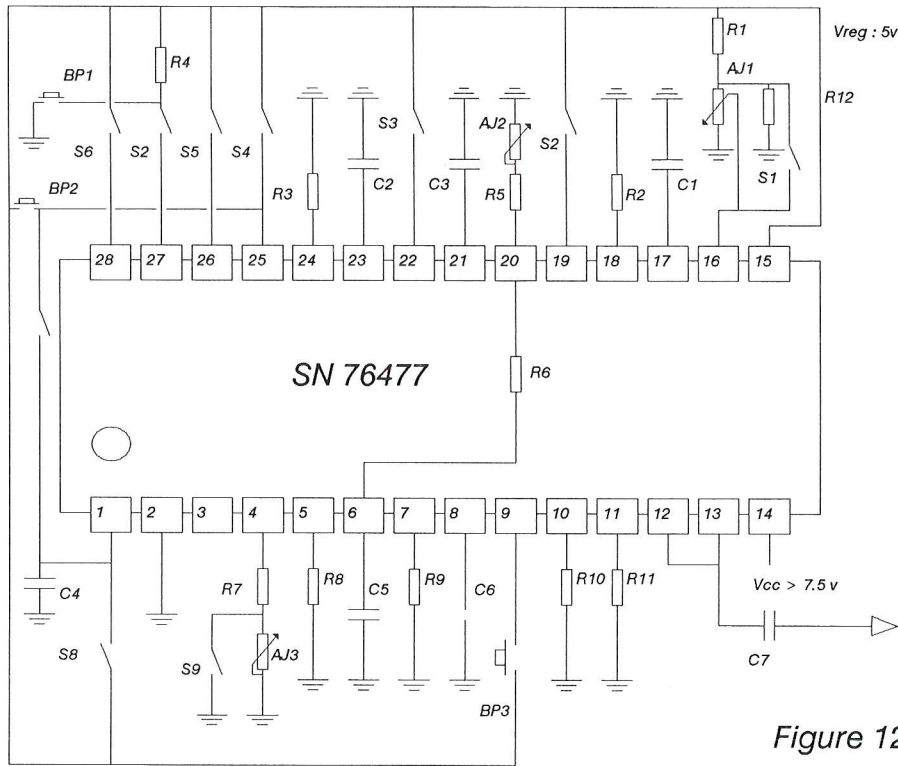 R1
Vreg : 5v
BP1
R4
AJ1
R12
S3
AJ2
S6
S2
S5
S4
S2
S1
BP2
R3
C2
C3
R5
R2
C1
28
27
26
25
24
23
22
21
20
19
18
17
16
15
SN 76477
R6
1
2
3
4
5
6
7
8
9
10
11
12
13
14
C4
R7
R8
C5
R9
C6
R10
R11
Vcc > 7.5 v
S8
S9
AJ3
BP3
C7
Figure 12